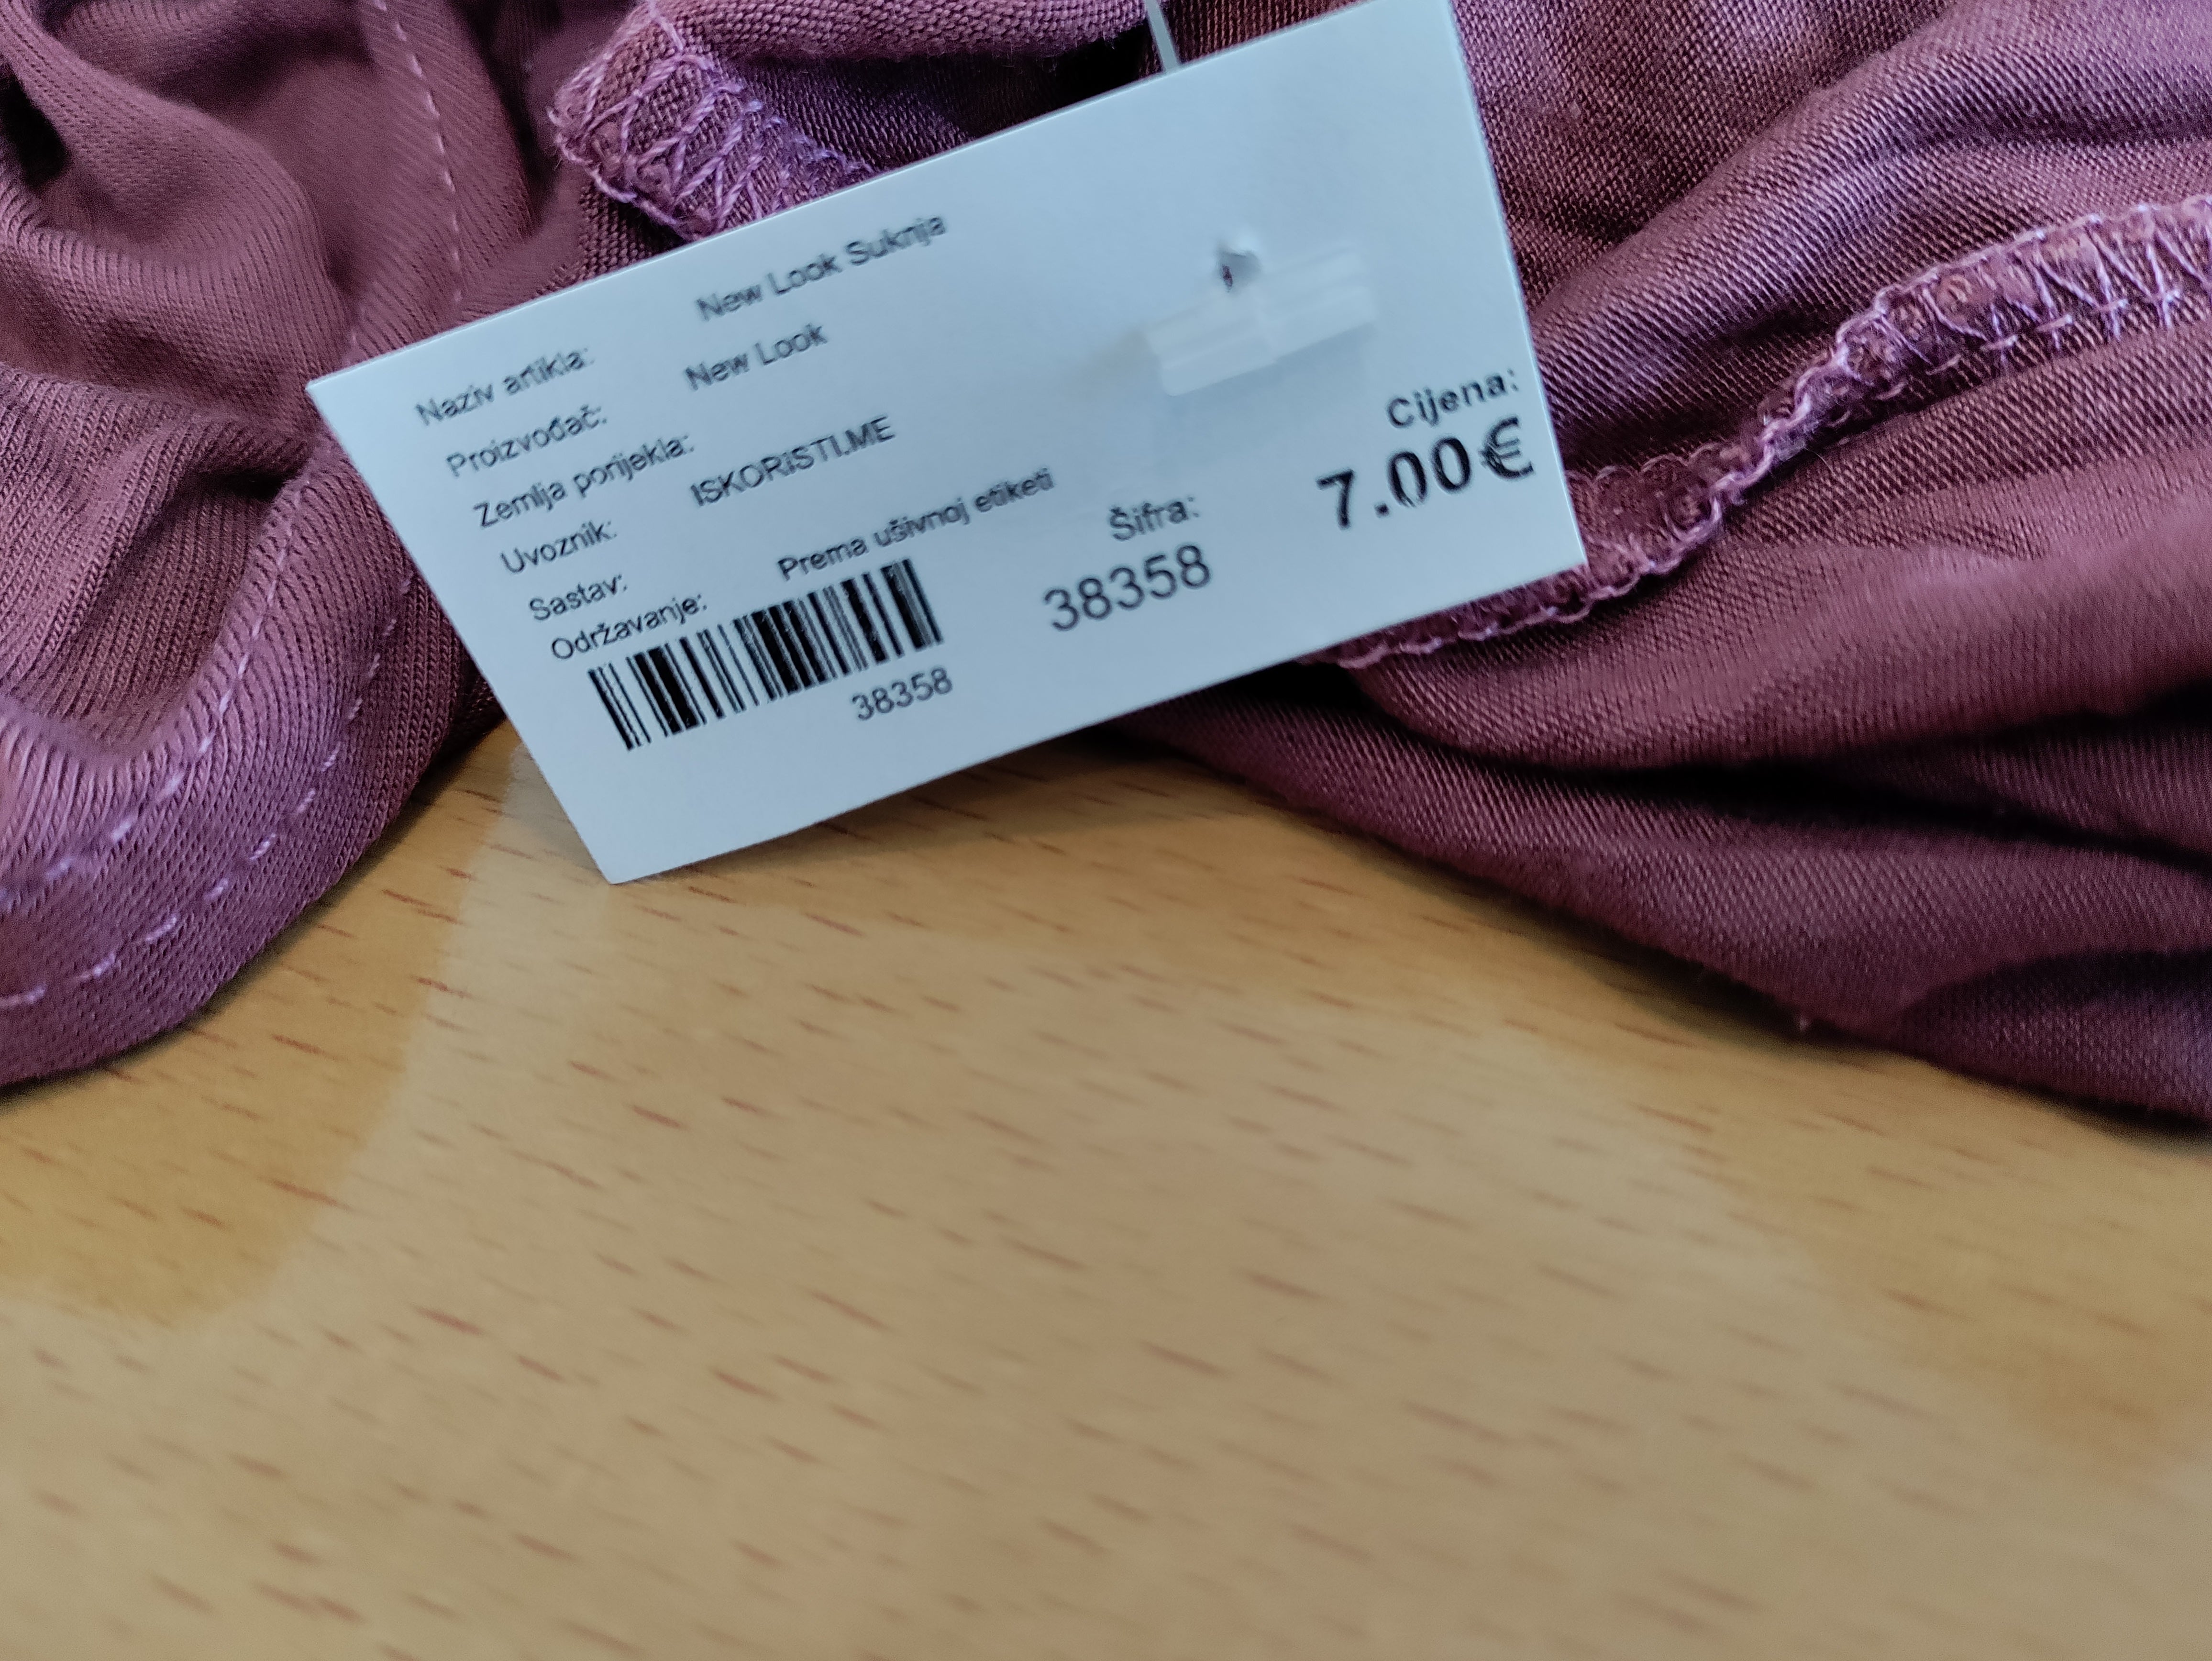 Naziv artikla: New Look Suknja
Proizvođač: New Look
Zemlja porijekla:
Uvoznik: ISKORISTI.ME
Sastav:
Održavanje: Prema ušivnoj etiketi
38358
Šifra:
38358
Cijena:
7.00€